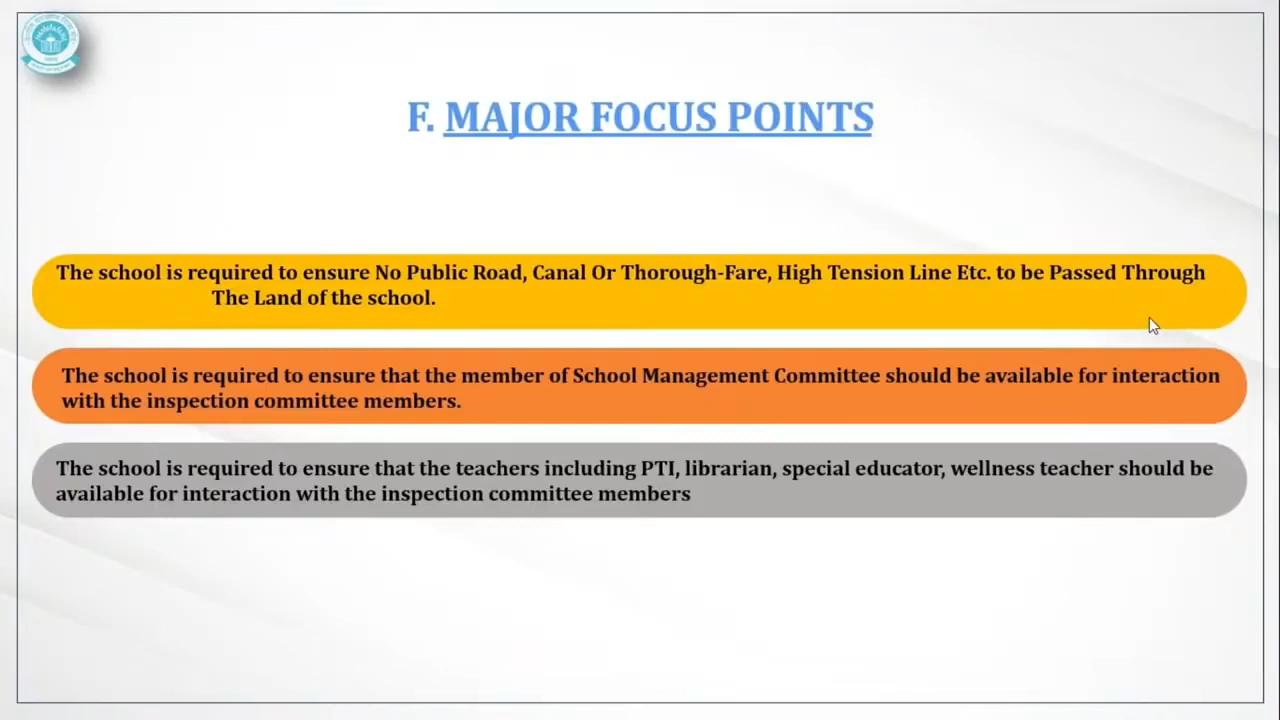 F. MAJOR FOCUS POINTS
The school is required to ensure No Public Road, Canal Or Thorough-Fare, High Tension Line Etc. to be Passed Through
The Land of the school.
The school is required to ensure that the member of School Management Committee should be available for interaction
with the inspection committee members.
The school is required to ensure that the teachers including PTI, librarian, special educator, wellness teacher should be
available for interaction with the inspection committee members